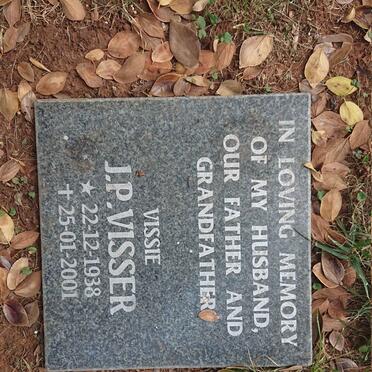 IN LOVING MEMORY
OF MY HUSBAND,
OUR FATHER AND
GRANDFATHER
VISSIE
J.P. VISSER
★ 22-12-1938
✝ 25-01-2001